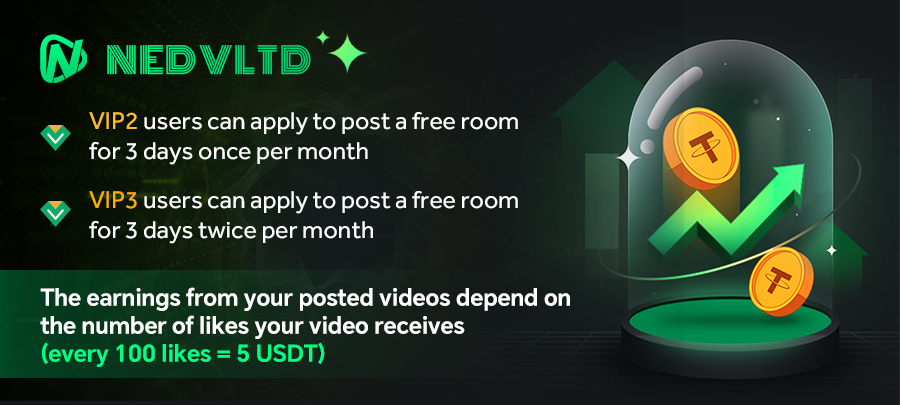 NEDVLTD
VIP2 users can apply to post a free room
for 3 days once per month
VIP3 users can apply to post a free room
for 3 days twice per month
The earnings from your posted videos depend on
the number of likes your video receives
(every 100 likes = 5 USDT)